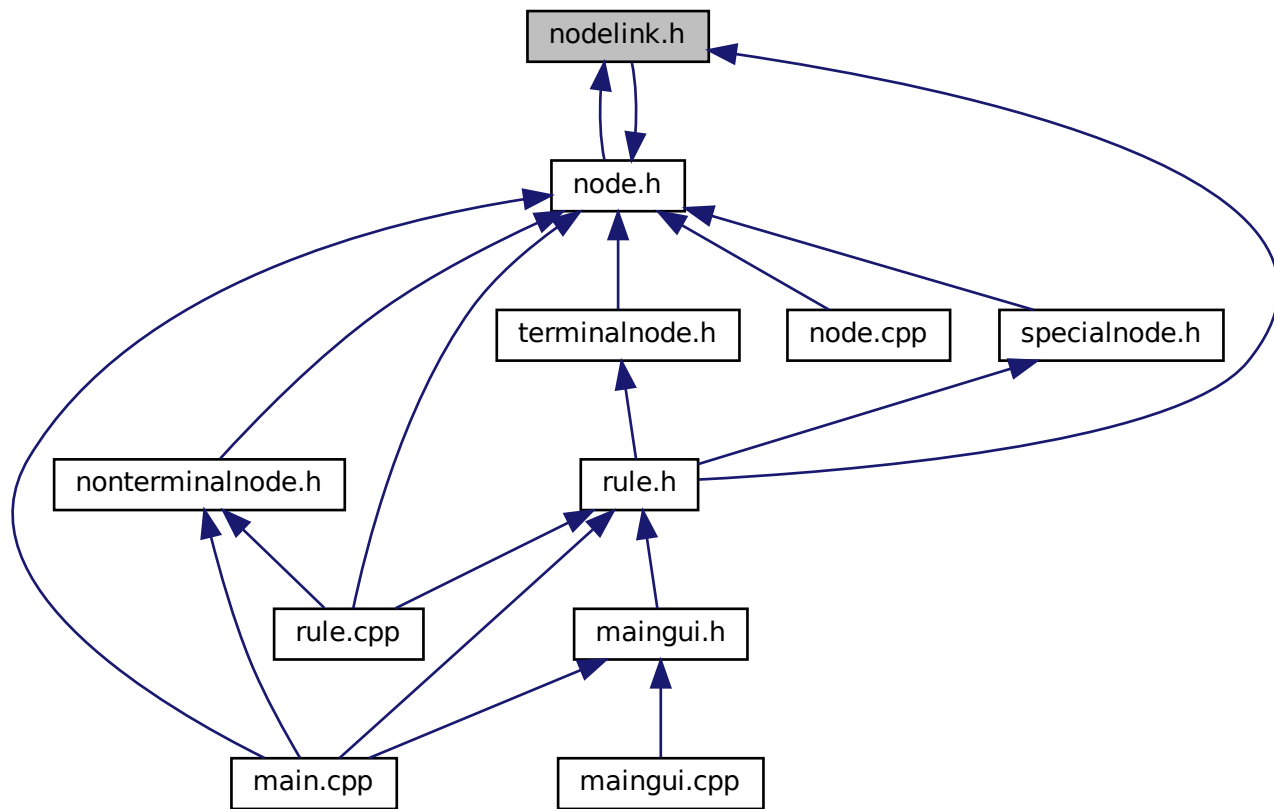 nodelink.h
node.h
terminalnode.h
node.cpp
specialnode.h
nonterminalnode.h
rule.h
rule.cpp
maingui.h
main.cpp
maingui.cpp